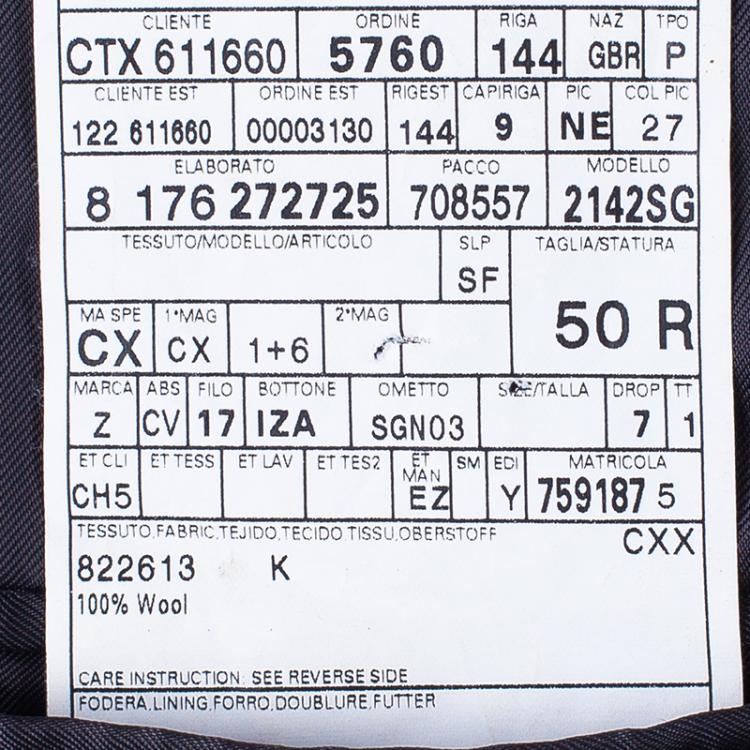 CLIENTE ORDINE RIGA NAZ TPO
CTX 611660 5760 144 GBR P
CLIENTE EST ORDINE EST RIGEST CAPIRIGA PIC COL PIC
122 611660 00003130 144 9 NE 27
ELABORATO PACCO MODELLO
8 176 272725 708557 2142SG
TESSUTO/MODELLO/ARTICOLO SLP TAGLIA/STATURA
SF
50 R
MA SPE 1°MAG 2°MAG
CX CX 1+6
MARCA ABS FILO BOTTONE OMETTO SIZE/TALLA DROP TT
Z CV 17 IZA SGN03 7 1
ET CLI ET TESS ET LAV ET TES2 ET MAN SM EDI MATRICOLA
CH5 EZ Y 759187 5
TESSUTO,FABRIC,TEJIDO,TECIDO,TISSU,OBERSTOFF
CXX
822613 K
100% Wool
CARE INSTRUCTION: SEE REVERSE SIDE
FODERA,LINING,FORRO,DOUBLURE,FUTTER